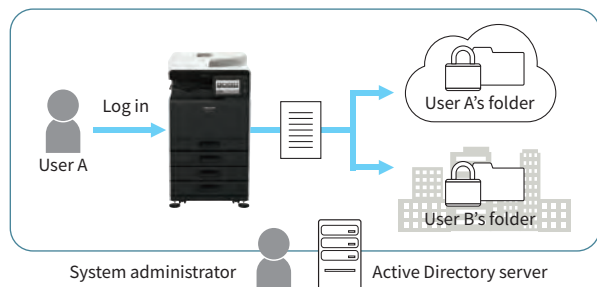 Log in
User A
User A's folder
User B's folder
System administrator
Active Directory server